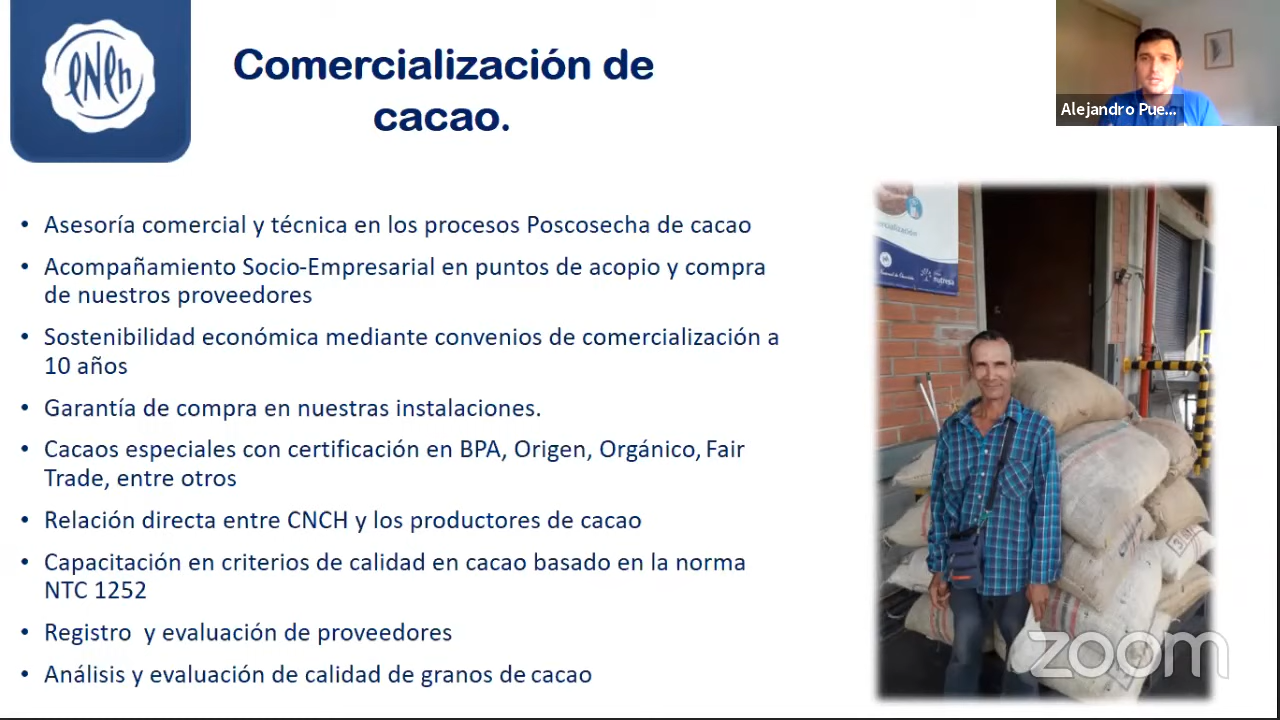 CNCh
Comercialización de
cacao.
Alejandro Pue...
• Asesoría comercial y técnica en los procesos Poscosecha de cacao
• Acompañamiento Socio-Empresarial en puntos de acopio y compra
de nuestros proveedores
• Sostenibilidad económica mediante convenios de comercialización a
10 años
• Garantía de compra en nuestras instalaciones.
• Cacaos especiales con certificación en BPA, Origen, Orgánico, Fair
Trade, entre otros
• Relación directa entre CNCH y los productores de cacao
• Capacitación en criterios de calidad en cacao basado en la norma
NTC 1252
• Registro  y evaluación de proveedores
• Análisis y evaluación de calidad de granos de cacao
nutresa
zoom